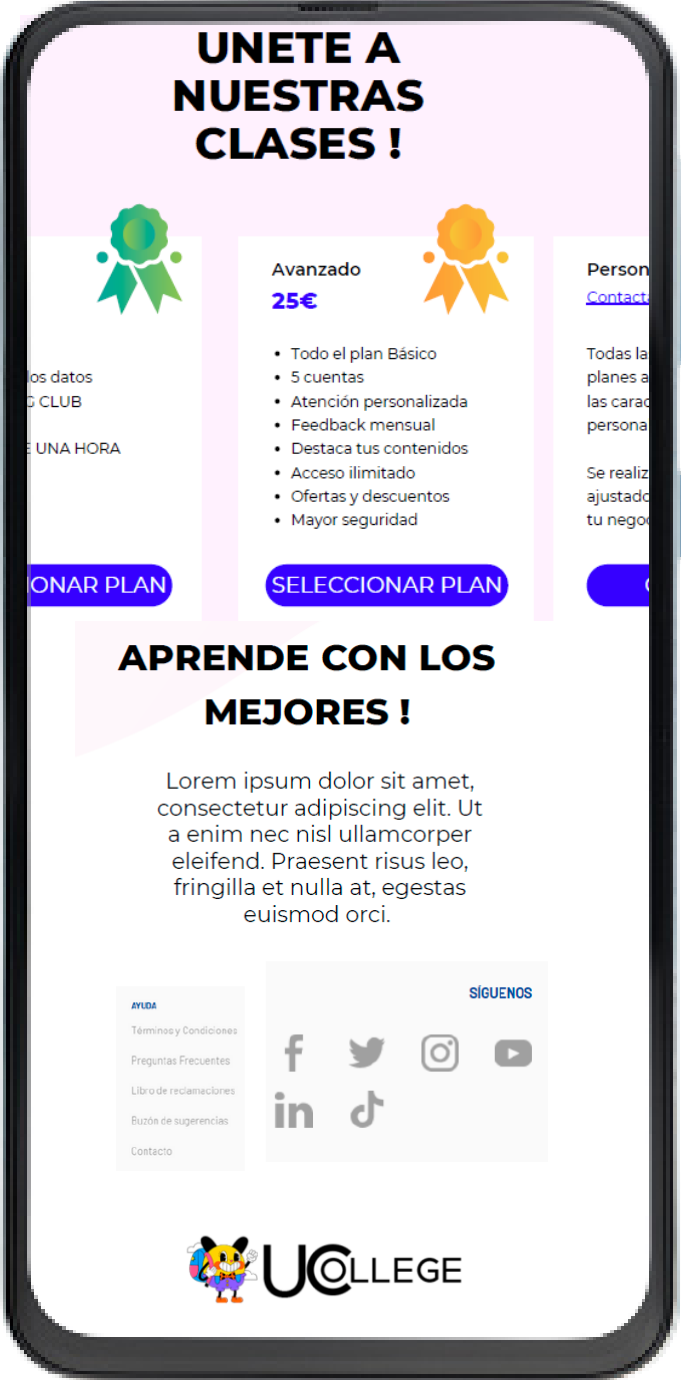 UNETE A
NUESTRAS
CLASES !
los datos
CLUB
UNA HORA
PLAN
Avanzado
25€
• Todo el plan Básico
• 5 cuentas
• Atención personalizada
• Feedback mensual
• Destaca tus contenidos
• Acceso ilimitado
• Ofertas y descuentos
• Mayor seguridad
SELECCIONAR PLAN
Person
Contact
Todas la
planes a
las carac
persona
Se realiz
ajustado
tu nego
APRENDE CON LOS
MEJORES !
Lorem ipsum dolor sit amet,
consectetur adipiscing elit. Ut
a enim nec nisl ullamcorper
eleifend. Praesent risus leo,
fringilla et nulla at, egestas
euismod orci.
AYUDA
Términos y Condiciones
Preguntas Frecuentes
Libro de reclamaciones
Buzón de sugerencias
Contacto
SÍGUENOS
UCOLLEGE